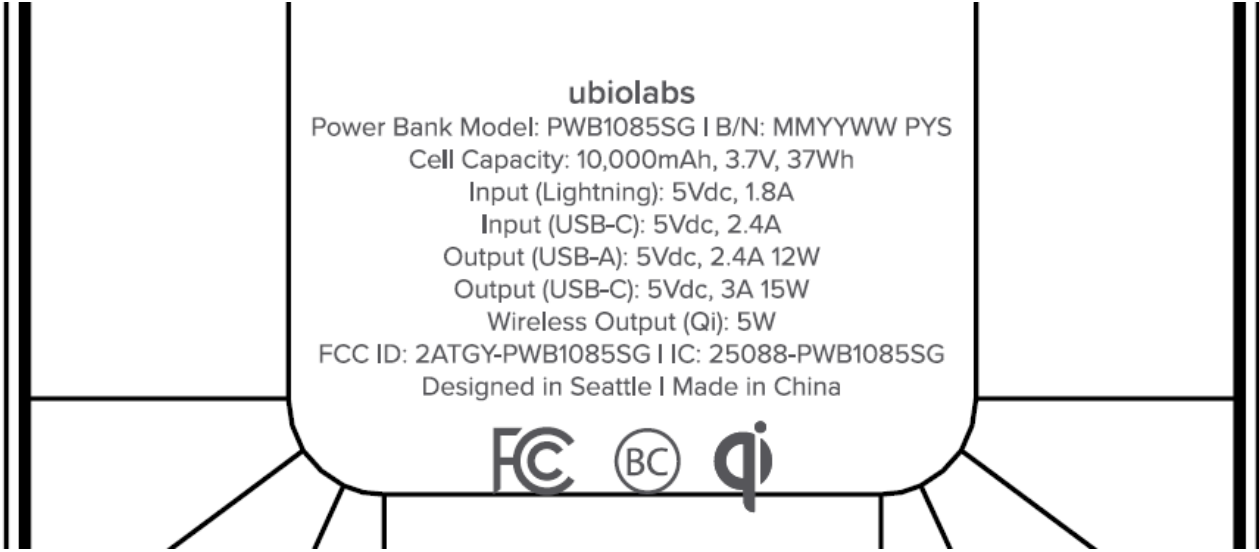 ubiolabs
Power Bank Model: PWB1085SG | B/N: MMYYWW PYS
Cell Capacity: 10,000mAh, 3.7V, 37Wh
Input (Lightning): 5Vdc, 1.8A
Input (USB-C): 5Vdc, 2.4A
Output (USB-A): 5Vdc, 2.4A 12W
Output (USB-C): 5Vdc, 3A 15W
Wireless Output (Qi): 5W
FCC ID: 2ATGY-PWB1085SG | IC: 25088-PWB1085SG
Designed in Seattle | Made in China
FC BC qi